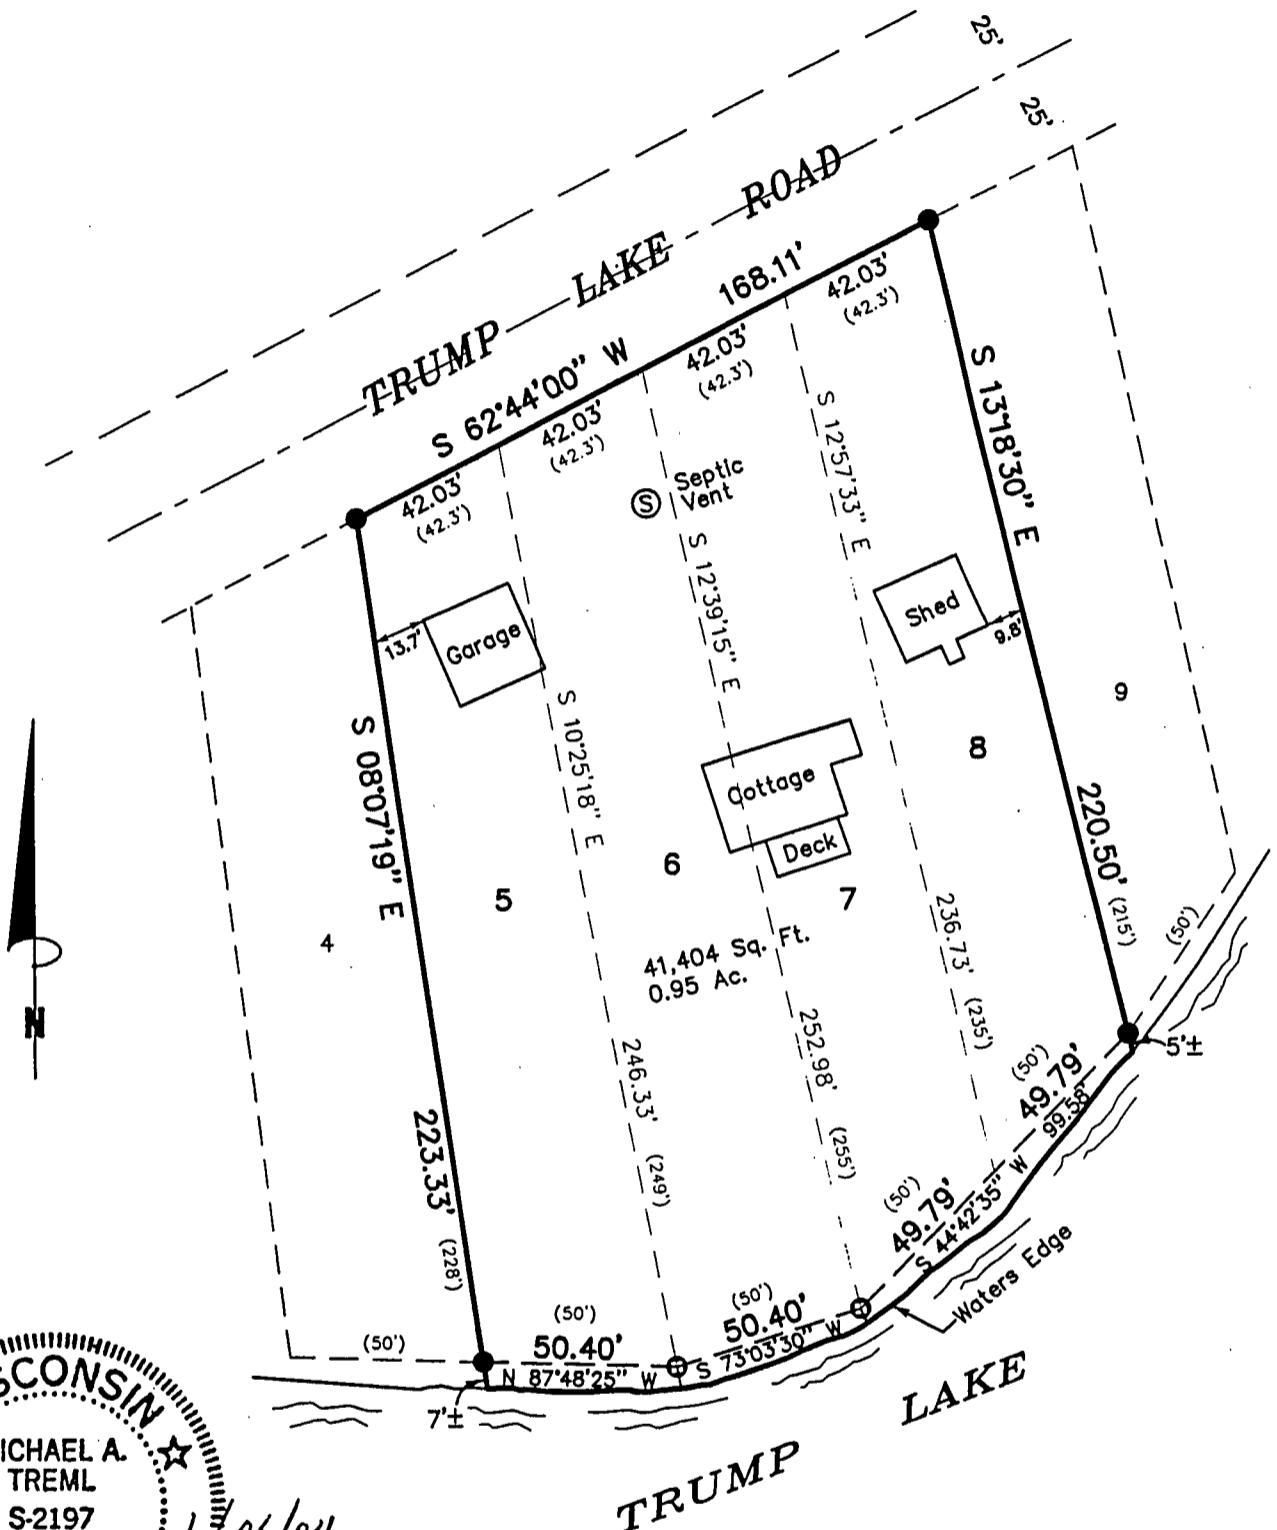 25'
25'
TRUMP LAKE ROAD
S 62°44'00" W 168.11'
42.03'
(42.3')
42.03'
(42.3')
42.03'
(42.3')
42.03'
(42.3')
S 13°18'30" E
220.50' (215')
S 12°57'33" E
236.73' (235')
S 12°39'15" E
252.98' (255')
S 10°25'18" E
246.33' (249')
S 08°07'19" E
223.33' (228')
Septic
Vent
S
Garage
13.7'
Shed
9.8'
Cottage
Deck
4
5
6
7
8
9
41,404 Sq. Ft.
0.95 Ac.
N
(50')
(50')
49.79'
99.58'
(50')
49.79'
S 44°42'35" W
5'±
(50')
50.40'
S 73°03'30" W
(50')
50.40'
N 87°48'25" W
(50')
7'±
Waters Edge
TRUMP LAKE
SCONSIN
ICHAEL A.
TREML
S-2197